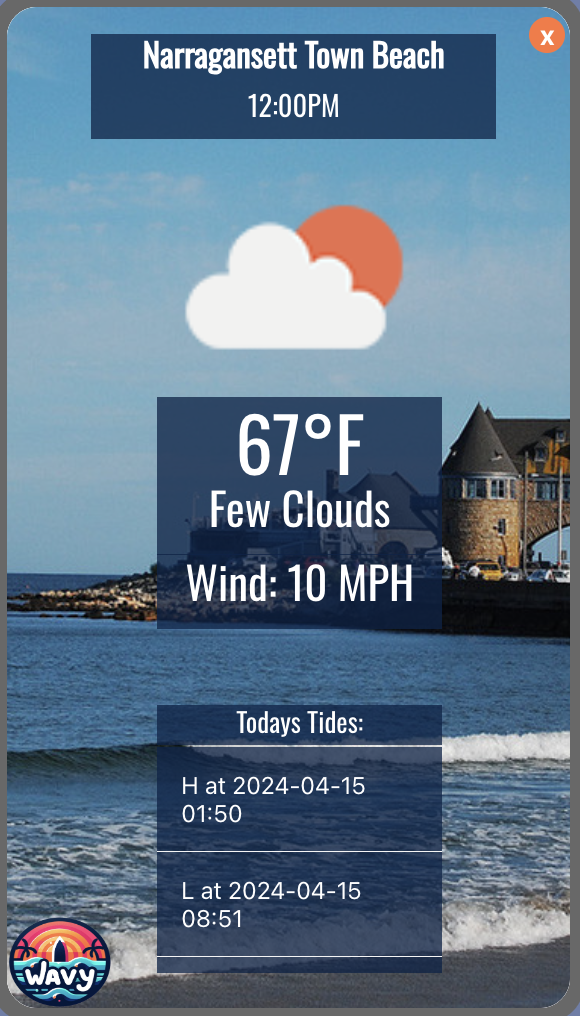 x
Narragansett Town Beach
12:00PM
67°F
Few Clouds
Wind: 10 MPH
Todays Tides:
H at 2024-04-15
01:50
L at 2024-04-15
08:51
WAVY